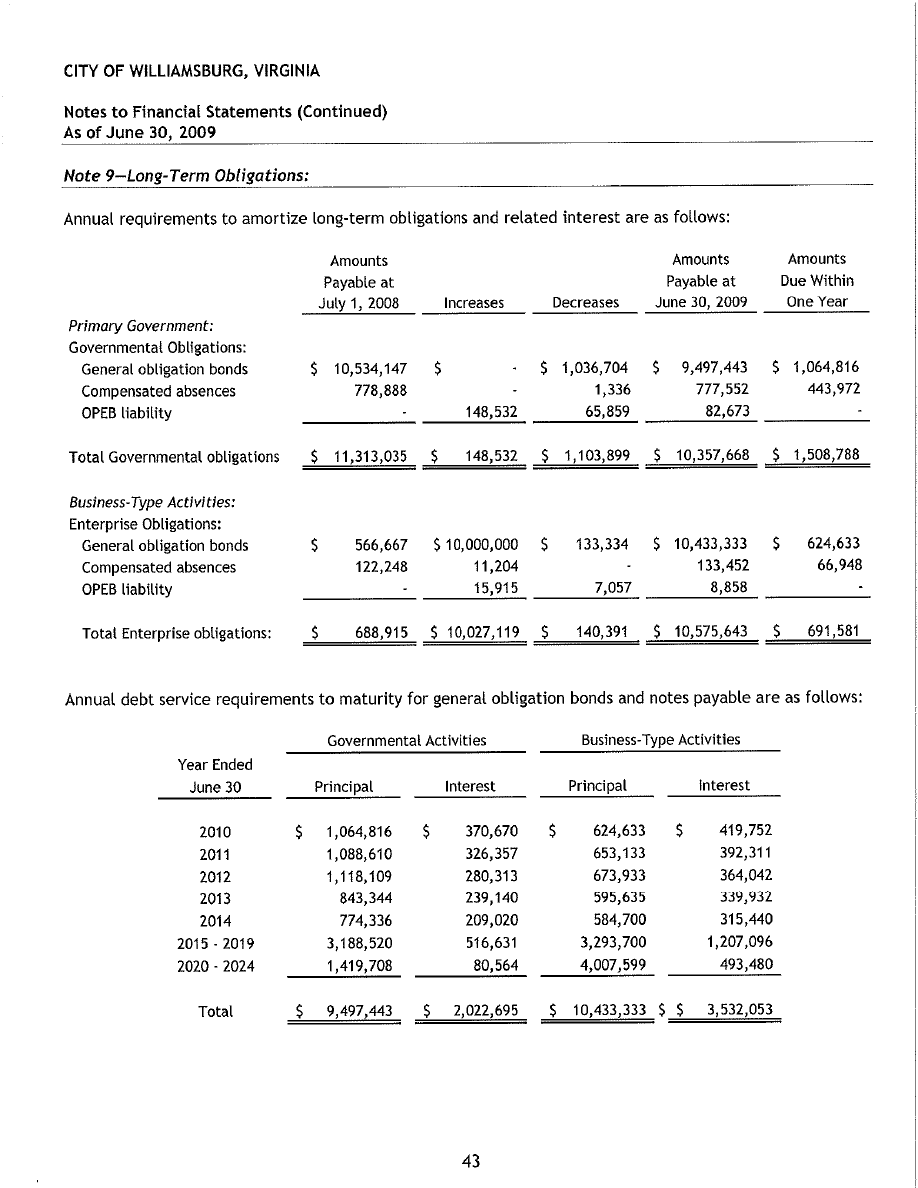 CITY OF WILLIAMSBURG, VIRGINIA
Notes to Financial Statements (Continued)
As of June 30, 2009
Note 9—Long-Term Obligations:
Annual requirements to amortize long-term obligations and related interest are as follows:
Amounts Amounts Amounts
Payable at Payable at Due Within
July 1, 2008 Increases Decreases June 30, 2009 One Year
Primary Government:
Governmental Obligations:
General obligation bonds $ 10,534,147 $ - $ 1,036,704 $ 9,497,443 $ 1,064,816
Compensated absences 778,888 - 1,336 777,552 443,972
OPEB liability - 148,532 65,859 82,673 -
Total Governmental obligations $ 11,313,035 $ 148,532 $ 1,103,899 $ 10,357,668 $ 1,508,788
Business-Type Activities:
Enterprise Obligations:
General obligation bonds $ 566,667 $ 10,000,000 $ 133,334 $ 10,433,333 $ 624,633
Compensated absences 122,248 11,204 - 133,452 66,948
OPEB liability - 15,915 7,057 8,858 -
Total Enterprise obligations: $ 688,915 $ 10,027,119 $ 140,391 $ 10,575,643 $ 691,581
Annual debt service requirements to maturity for general obligation bonds and notes payable are as follows:
Governmental Activities Business-Type Activities
Year Ended
June 30 Principal Interest Principal Interest
2010 $ 1,064,816 $ 370,670 $ 624,633 $ 419,752
2011 1,088,610 326,357 653,133 392,311
2012 1,118,109 280,313 673,933 364,042
2013 843,344 239,140 595,635 339,932
2014 774,336 209,020 584,700 315,440
2015 - 2019 3,188,520 516,631 3,293,700 1,207,096
2020 - 2024 1,419,708 80,564 4,007,599 493,480
Total $ 9,497,443 $ 2,022,695 $ 10,433,333 $ $ 3,532,053
43